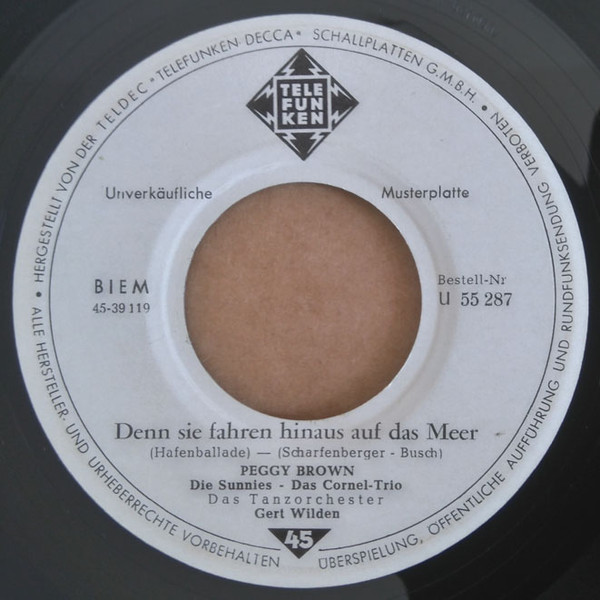 HERGESTELLT VON DER TELDEC »TELEFUNKEN DECCA« SCHALLPLATTEN G.M.B.H. •
TELE
FUN
KEN
Unverkäufliche Musterplatte
BIEM
45-39 119
Bestell-Nr
U 55 287
Denn sie fahren hinaus auf das Meer
(Hafenballade) — (Scharfenberger - Busch)
PEGGY BROWN
Die Sunnies - Das Cornel-Trio
Das Tanzorchester
Gert Wilden
45
• ALLE HERSTELLER- UND URHEBERRECHTE VORBEHALTEN
ÜBERSPIELUNG, ÖFFENTLICHE AUFFÜHRUNG UND RUNDFUNKSENDUNG VERBOTEN